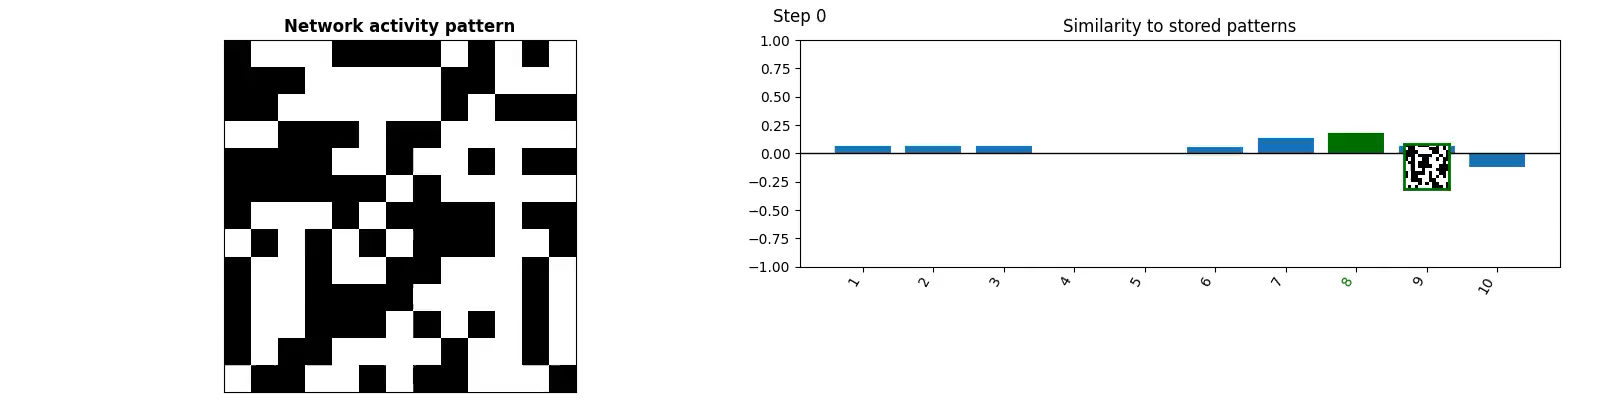 Network activity pattern
Step 0
Similarity to stored patterns
1.00
0.75
0.50
0.25
0.00
−0.25
−0.50
−0.75
−1.00
1 2 3 4 5 6 7 8 9 10